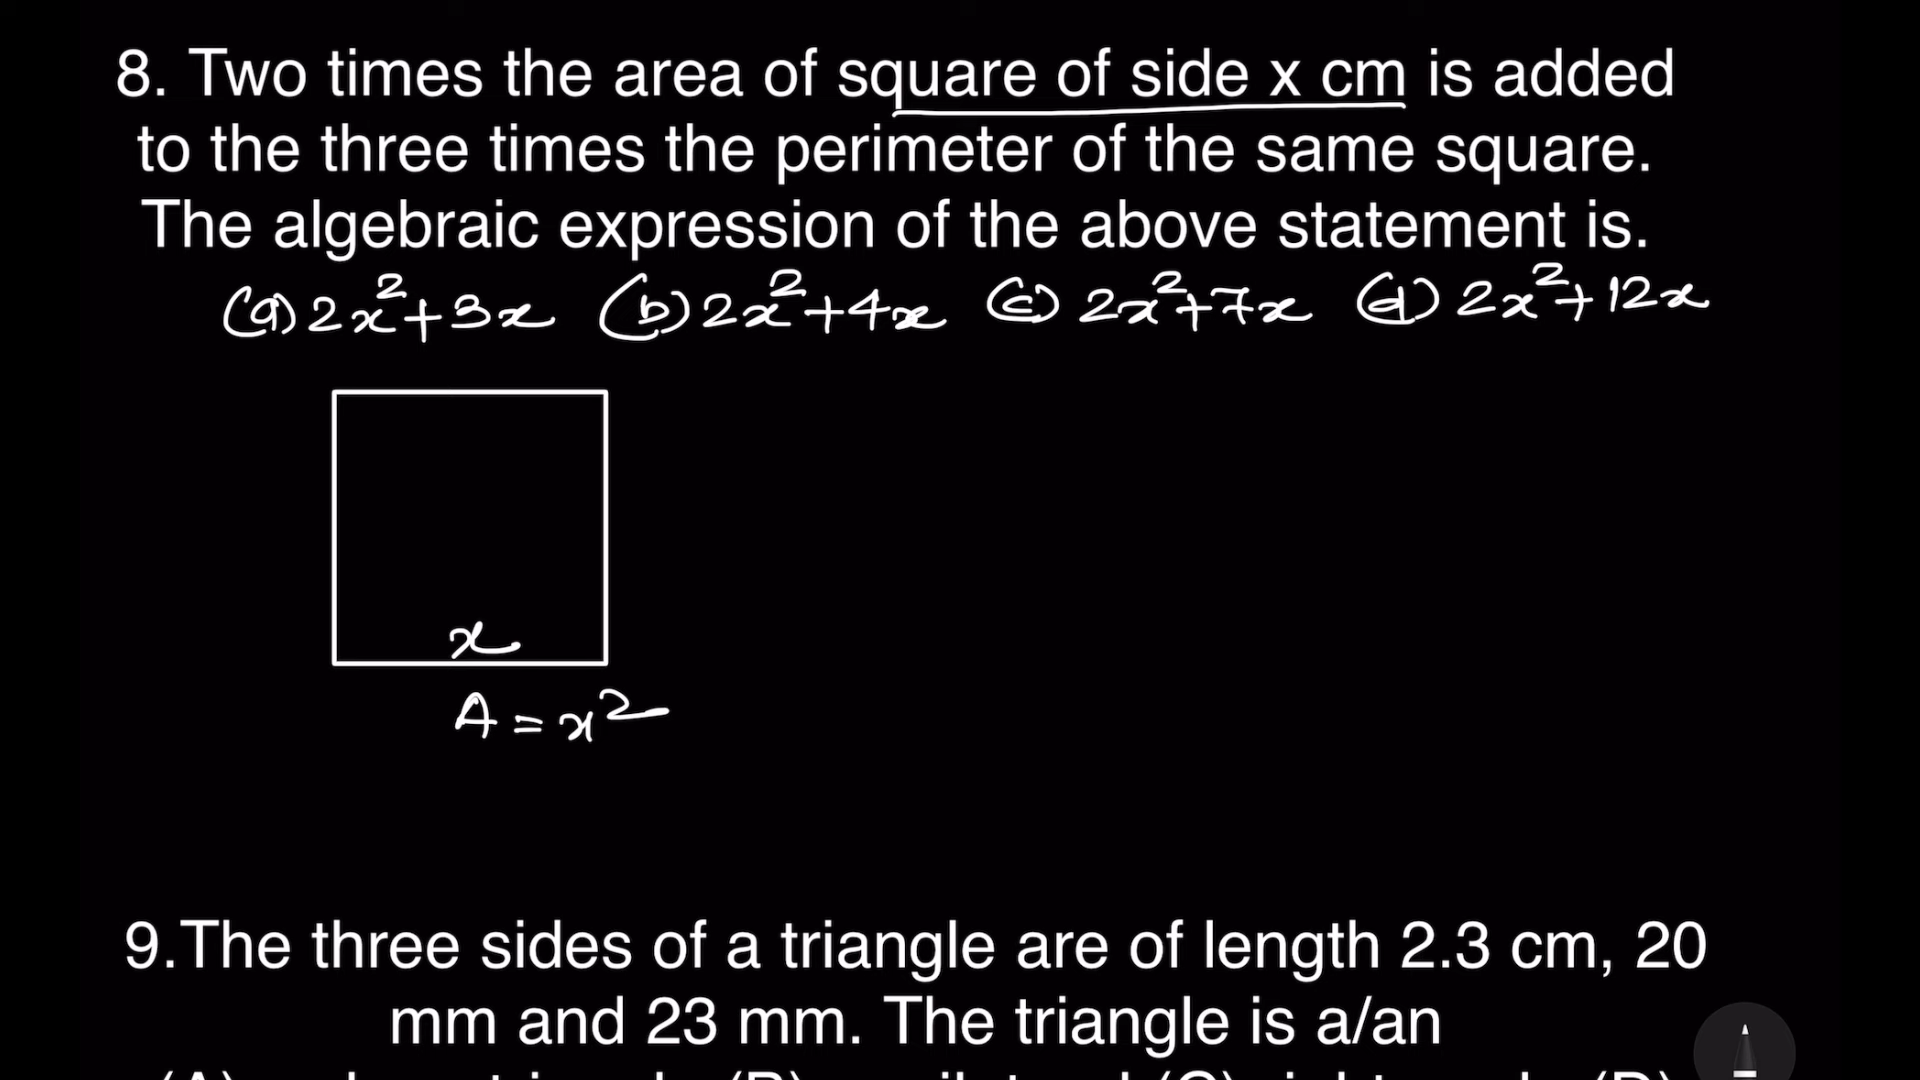 8. Two times the area of square of side x cm is added
to the three times the perimeter of the same square.
The algebraic expression of the above statement is.
(a) 2x²+3x (b) 2x²+4x (c) 2x²+7x (d) 2x²+12x
x
A = x²
9.The three sides of a triangle are of length 2.3 cm, 20
mm and 23 mm. The triangle is a/an